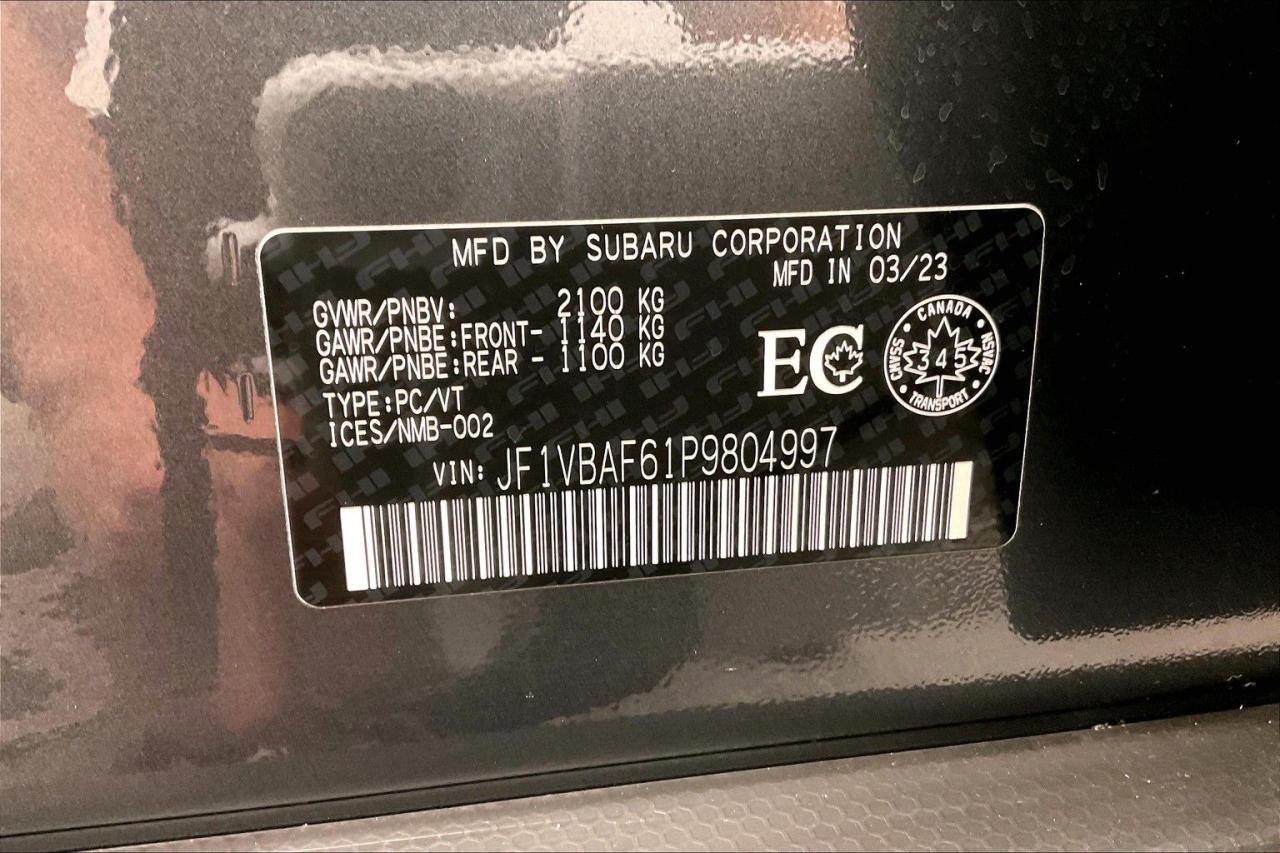 MFD BY SUBARU CORPORATION
MFD IN 03/23
GVWR/PNBV: 2100 KG
GAWR/PNBE:FRONT- 1140 KG
GAWR/PNBE:REAR - 1100 KG
TYPE:PC/VT
ICES/NMB-002
EC
CANADA
CMVSS
345
NSVAC
TRANSPORT
VIN: JF1VBAF61P9804997